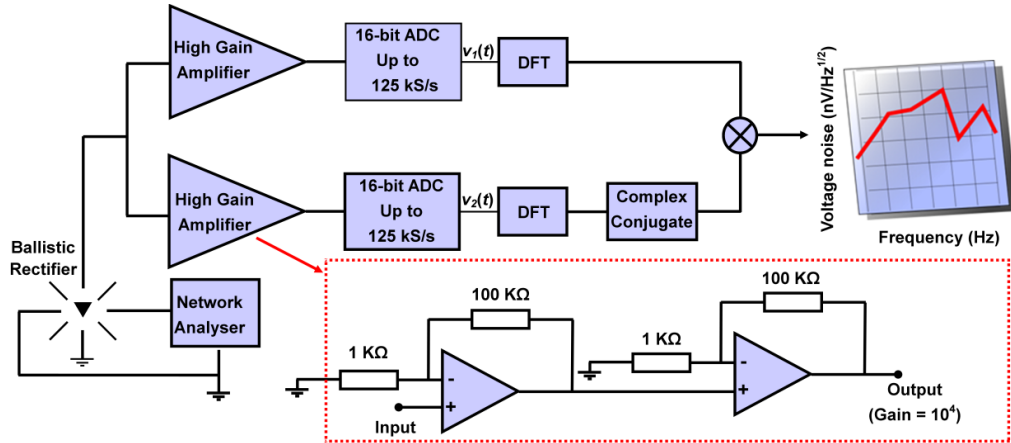 High Gain
Amplifier
16-bit ADC
Up to
125 kS/s
v₁(t)
DFT
High Gain
Amplifier
16-bit ADC
Up to
125 kS/s
v₂(t)
DFT
Complex
Conjugate
Voltage noise (nV/Hz^1/2)
Frequency (Hz)
Ballistic
Rectifier
Network
Analyser
100 KΩ
1 KΩ
-
+
Input
100 KΩ
1 KΩ
-
+
Output
(Gain = 10⁴)